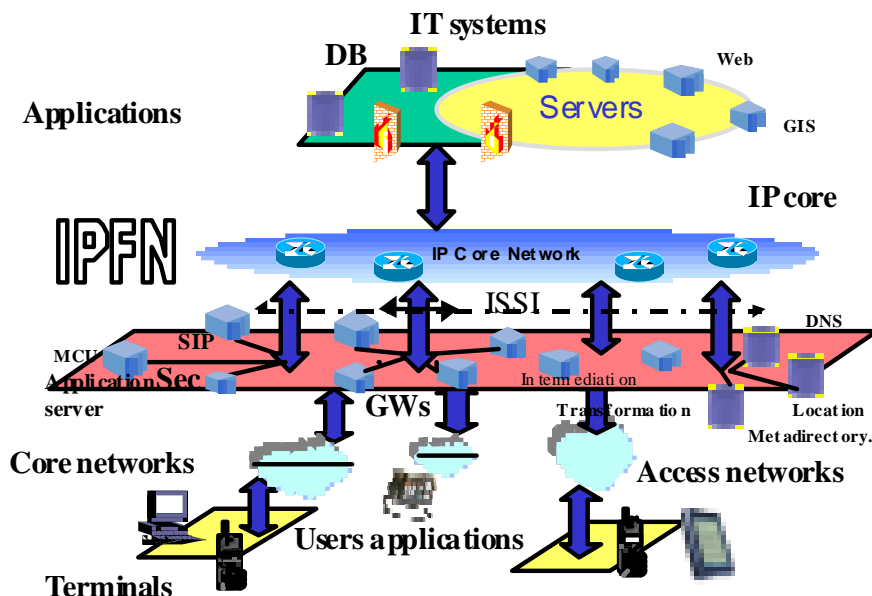 IT systems
DB
Web
Applications
Servers
GIS
IP core
IPFN
IP Core Network
ISSI
DNS
SIP
MCU
Application Sec
server
Intermediation
GWs
Transformation
Location
Metadirectory.
Core networks
Access networks
Users applications
Terminals